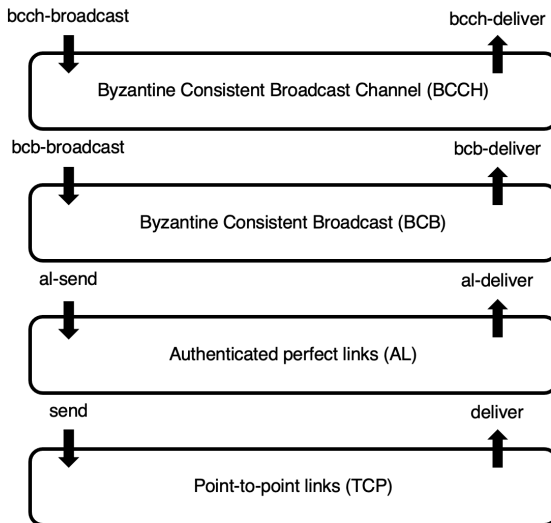 bcch-broadcast bcch-deliver
Byzantine Consistent Broadcast Channel (BCCH)
bcb-broadcast bcb-deliver
Byzantine Consistent Broadcast (BCB)
al-send al-deliver
Authenticated perfect links (AL)
send deliver
Point-to-point links (TCP)